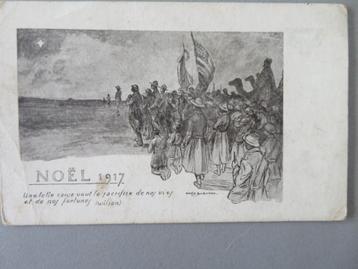 NOËL 1917
Une telle cause vaut le sacrifice de nos vies
et de nos fortunes (wilson)